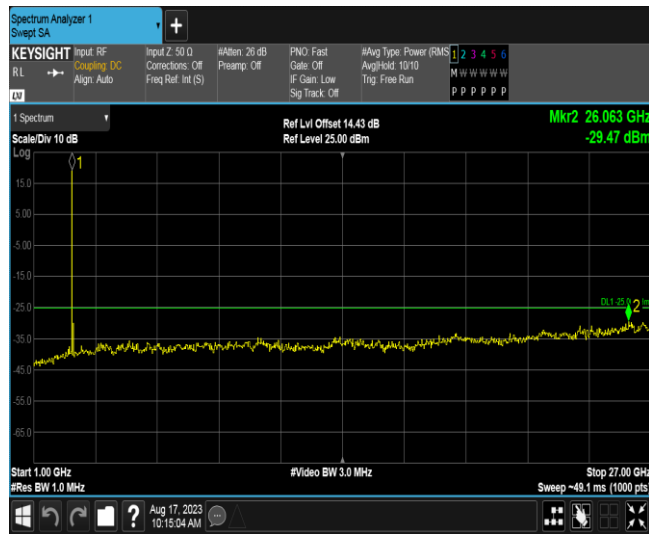 Spectrum Analyzer 1
Swept SA
+
KEYSIGHT
RL
LXI
Input: RF
Coupling: DC
Align: Auto
Input Z: 50 Ω
Corrections: Off
Freq Ref: Int (S)
#Atten: 26 dB
Preamp: Off
PNO: Fast
Gate: Off
IF Gain: Low
Sig Track: Off
#Avg Type: Power (RMS
Avg|Hold: 10/10
Trig: Free Run
1 2 3 4 5 6
M W W W W W
P P P P P P
1 Spectrum
Scale/Div 10 dB
Log
Ref Lvl Offset 14.43 dB
Ref Level 25.00 dBm
Mkr2 26.063 GHz
-29.47 dBm
1
15.0
5.00
-5.00
-15.0
-25.0
DL1 -25.0
2
-35.0
-45.0
-55.0
-65.0
Start 1.00 GHz
#Res BW 1.0 MHz
#Video BW 3.0 MHz
Stop 27.00 GHz
Sweep ~49.1 ms (1000 pts)
?
Aug 17, 2023
10:15:04 AM